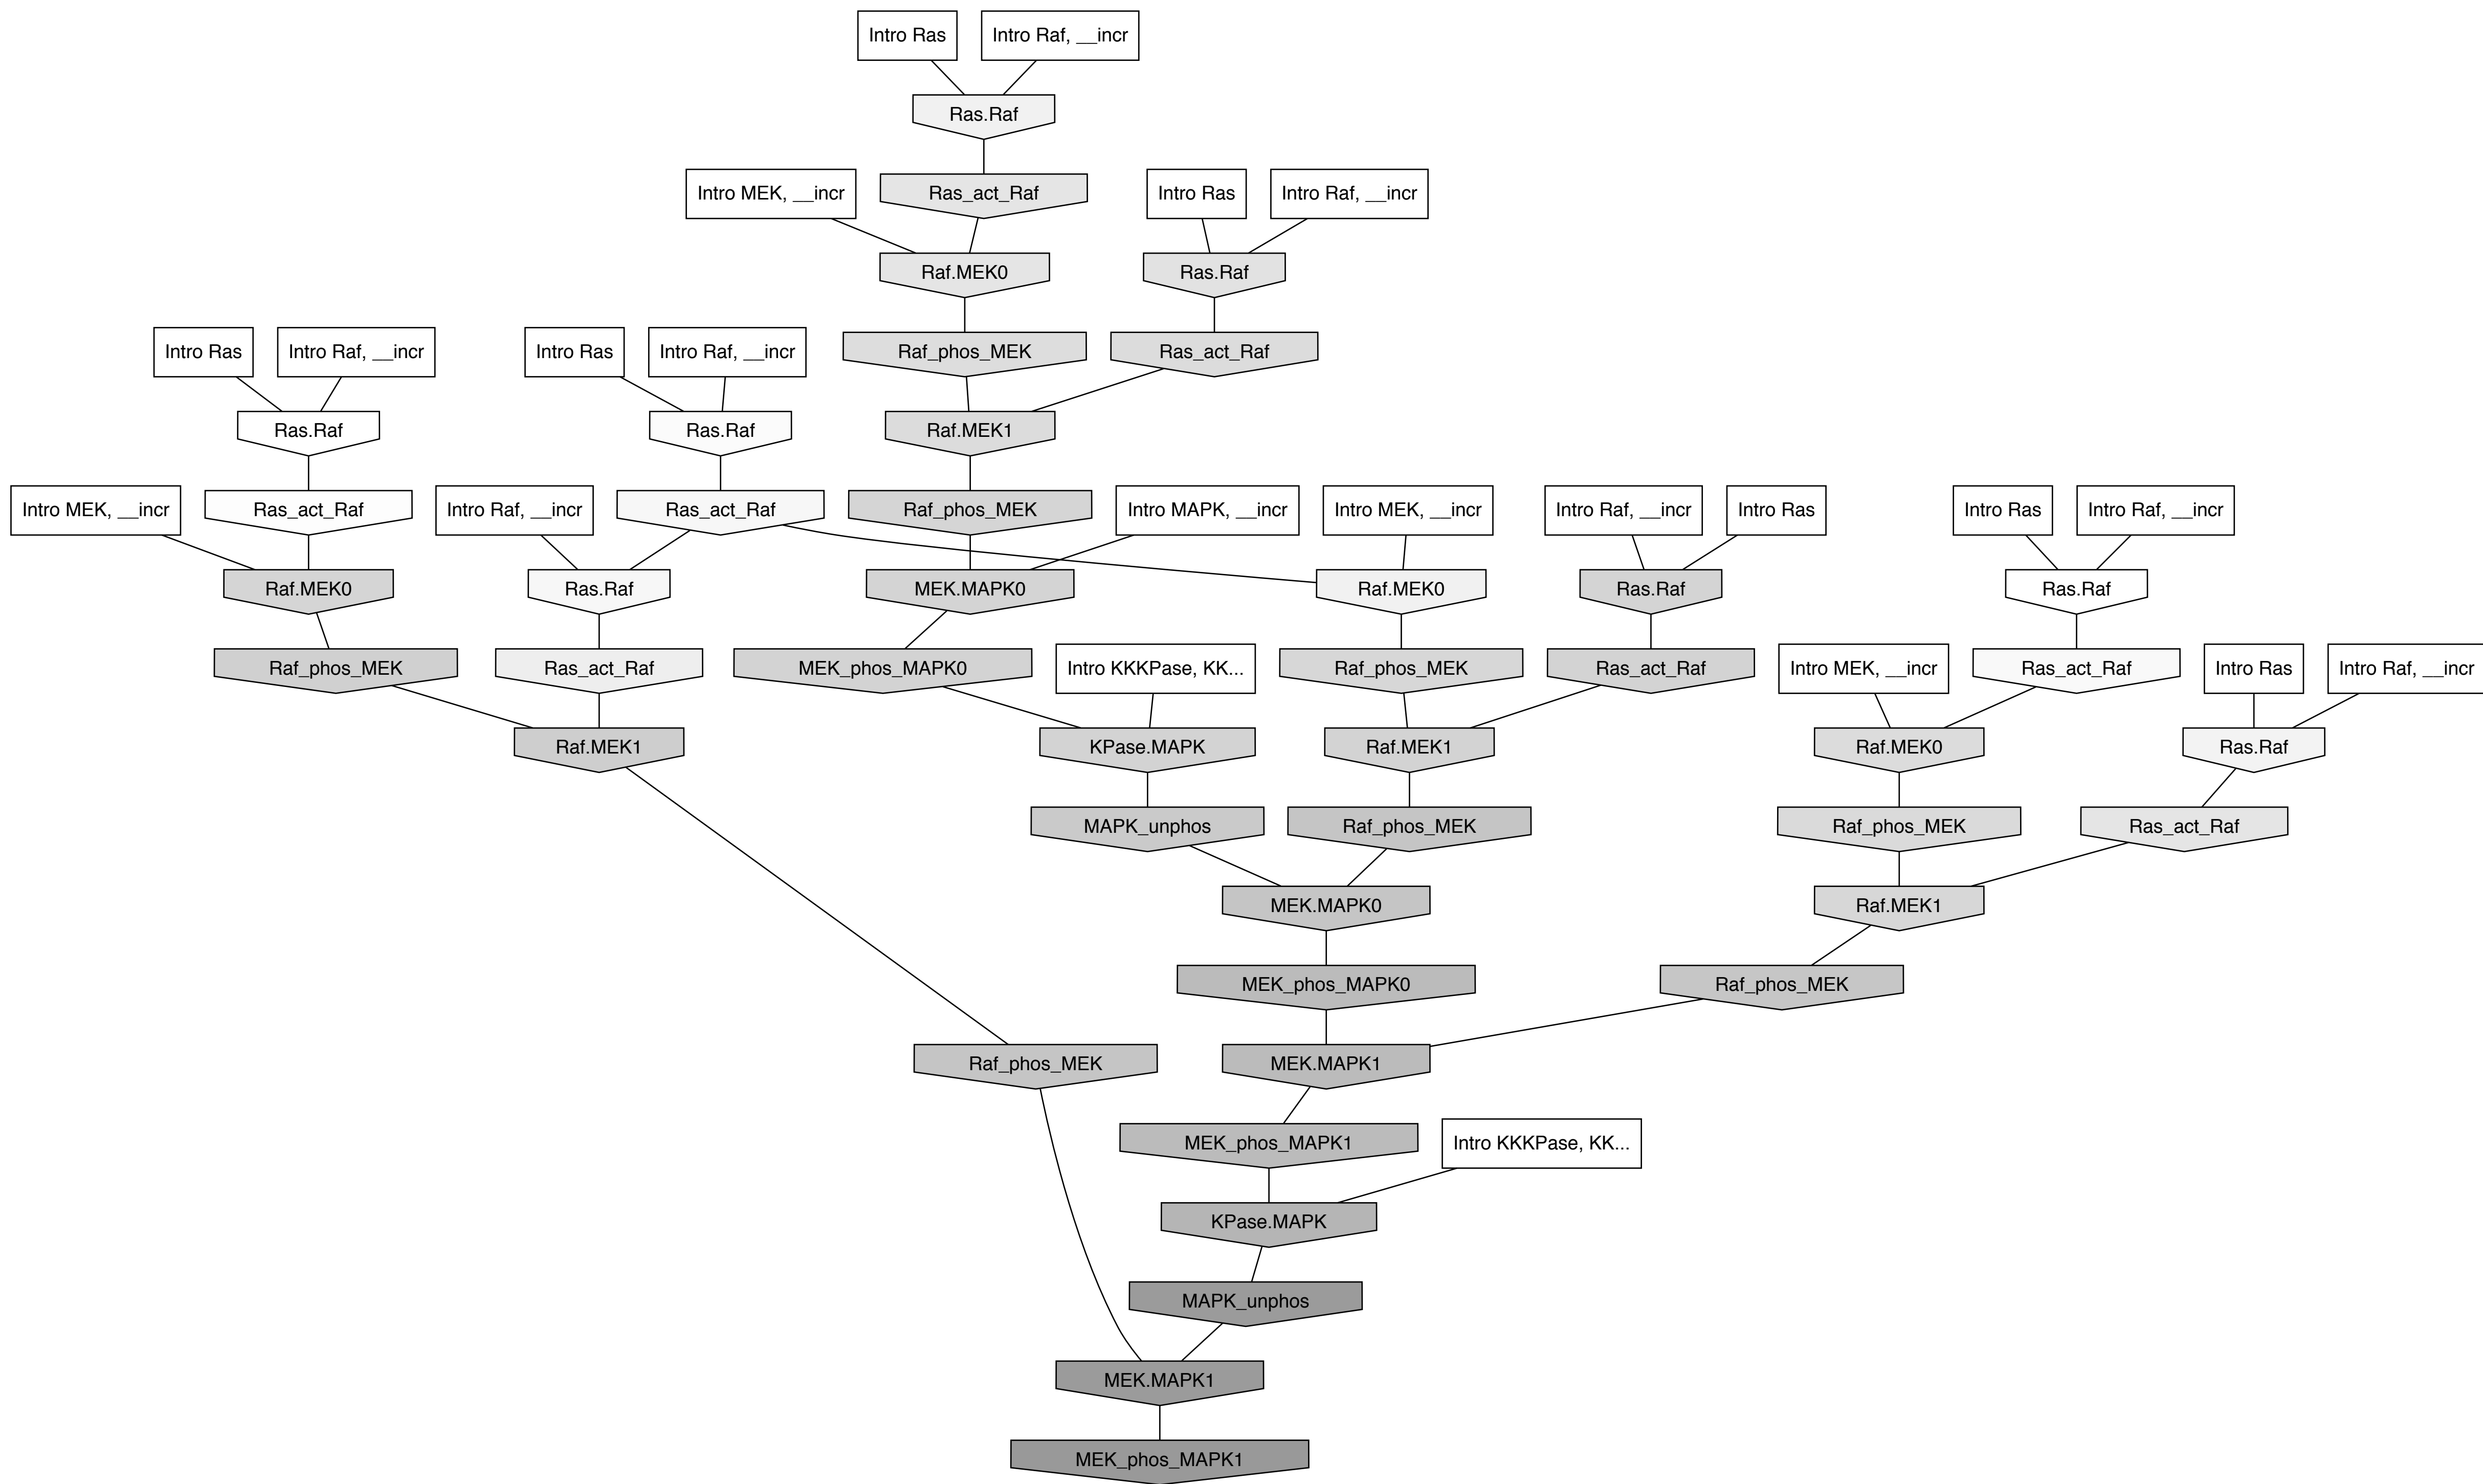 Intro Ras
Intro Raf, __incr
Ras.Raf
Intro MEK, __incr
Ras_act_Raf
Intro Ras
Intro Raf, __incr
Raf.MEK0
Ras.Raf
Intro Ras
Intro Raf, __incr
Intro Ras
Intro Raf, __incr
Raf_phos_MEK
Ras_act_Raf
Ras.Raf
Ras.Raf
Raf.MEK1
Intro MEK, __incr
Ras_act_Raf
Intro Raf, __incr
Ras_act_Raf
Raf_phos_MEK
Intro MAPK, __incr
Intro MEK, __incr
Intro Raf, __incr
Intro Ras
Intro Ras
Intro Raf, __incr
Raf.MEK0
Ras.Raf
MEK.MAPK0
Raf.MEK0
Ras.Raf
Ras.Raf
Raf_phos_MEK
Ras_act_Raf
MEK_phos_MAPK0
Intro KKKPase, KK...
Raf_phos_MEK
Ras_act_Raf
Intro MEK, __incr
Ras_act_Raf
Intro Ras
Intro Raf, __incr
Raf.MEK1
KPase.MAPK
Raf.MEK1
Raf.MEK0
Ras.Raf
MAPK_unphos
Raf_phos_MEK
Raf_phos_MEK
Ras_act_Raf
MEK.MAPK0
Raf.MEK1
MEK_phos_MAPK0
Raf_phos_MEK
Raf_phos_MEK
MEK.MAPK1
MEK_phos_MAPK1
Intro KKKPase, KK...
KPase.MAPK
MAPK_unphos
MEK.MAPK1
MEK_phos_MAPK1